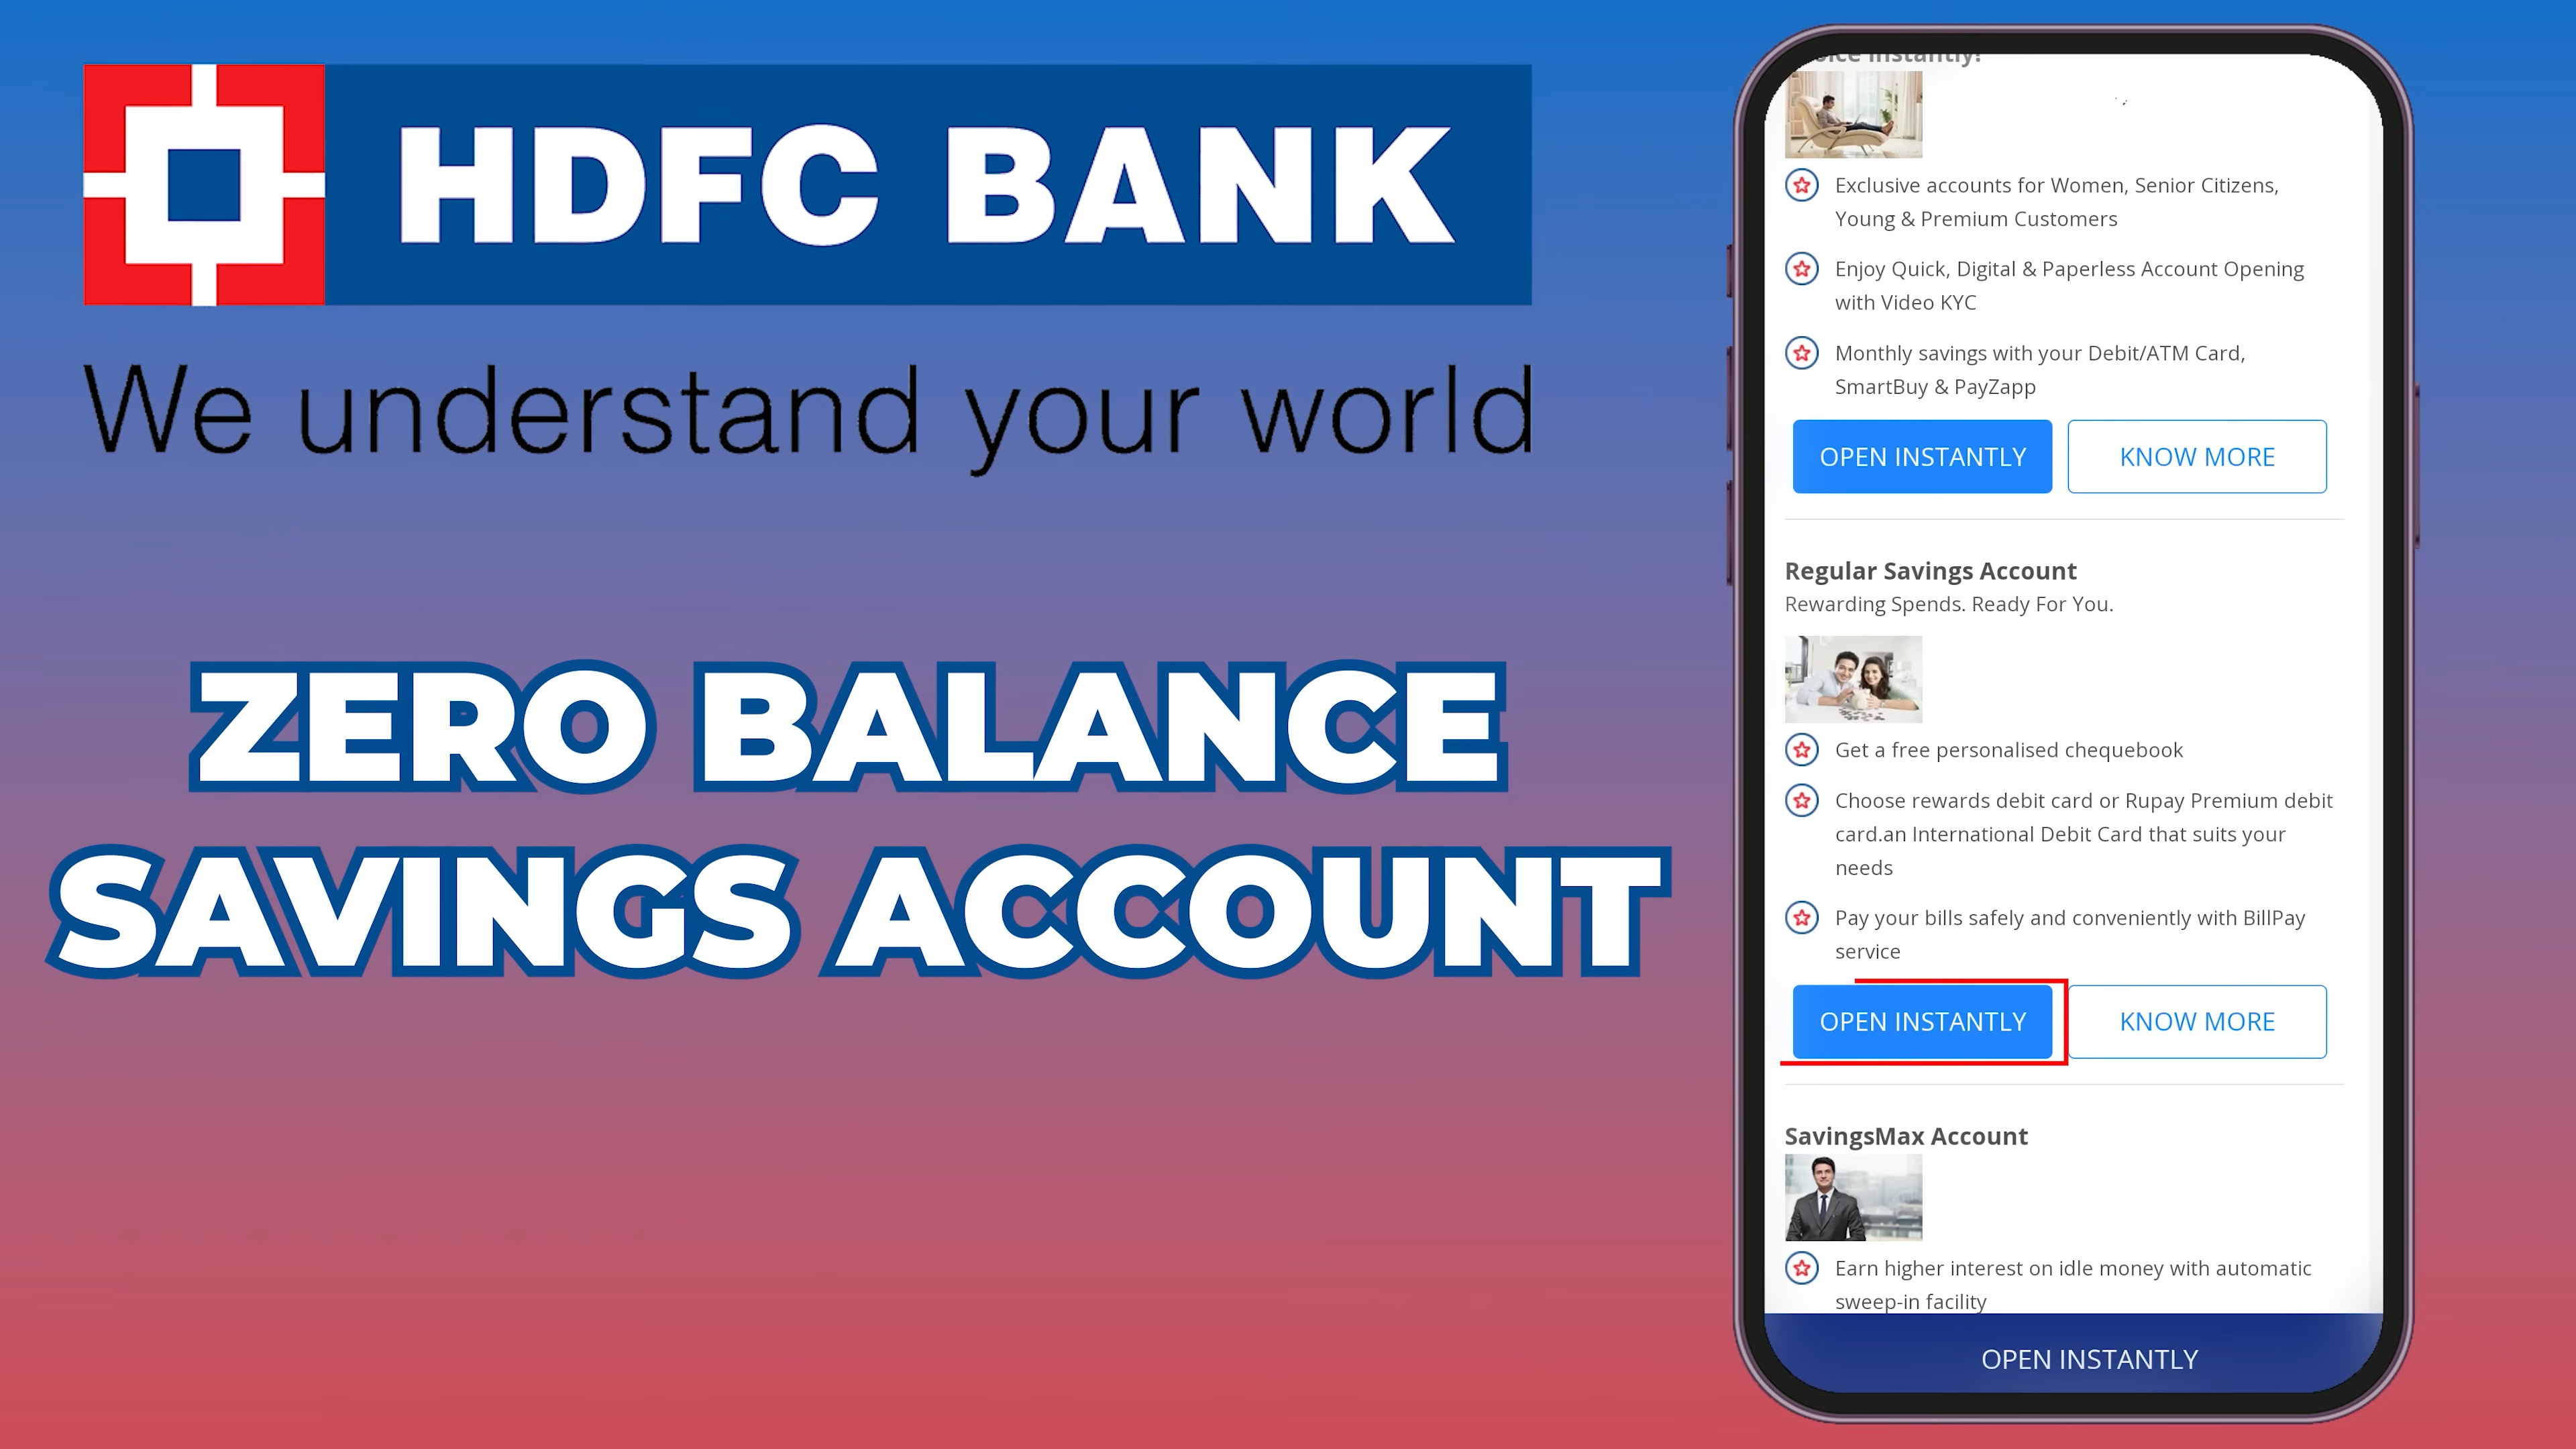 HDFC BANK
We understand your world
ZERO BALANCE
SAVINGS ACCOUNT
Instantly!
Exclusive accounts for Women, Senior Citizens,
Young & Premium Customers
Enjoy Quick, Digital & Paperless Account Opening
with Video KYC
Monthly savings with your Debit/ATM Card,
SmartBuy & PayZapp
OPEN INSTANTLY KNOW MORE
Regular Savings Account
Rewarding Spends. Ready For You.
Get a free personalised chequebook
Choose rewards debit card or Rupay Premium debit
card.an International Debit Card that suits your
needs
Pay your bills safely and conveniently with BillPay
service
OPEN INSTANTLY KNOW MORE
SavingsMax Account
Earn higher interest on idle money with automatic
sweep-in facility
OPEN INSTANTLY